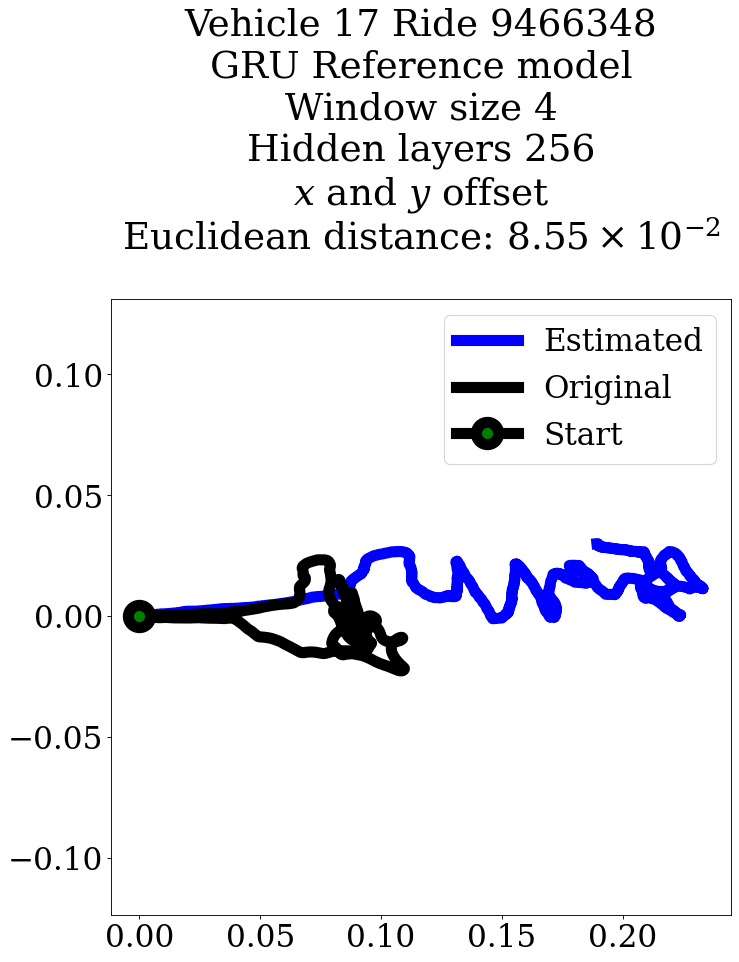 Vehicle 17 Ride 9466348
GRU Reference model
Window size 4
Hidden layers 256
x and y offset
Euclidean distance: 8.55 × 10⁻²
Estimated
Original
Start
0.10
0.05
0.00
−0.05
−0.10
0.00 0.05 0.10 0.15 0.20